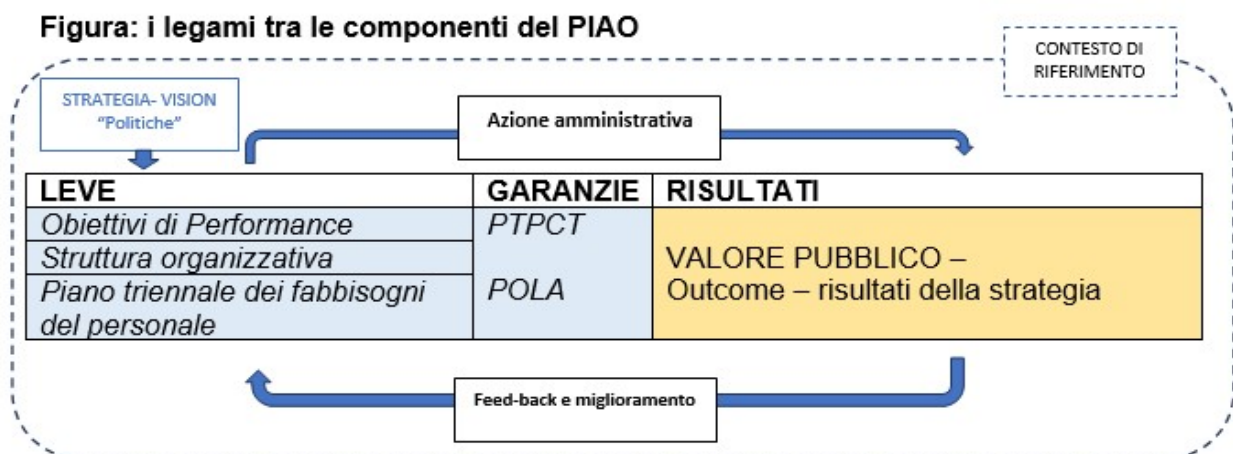 Figura: i legami tra le componenti del PIAO
CONTESTO DI
RIFERIMENTO
STRATEGIA- VISION
“Politiche”
Azione amministrativa
LEVE
GARANZIE
RISULTATI
Obiettivi di Performance
PTPCT
Struttura organizzativa
VALORE PUBBLICO –
Piano triennale dei fabbisogni
del personale
POLA
Outcome – risultati della strategia
Feed-back e miglioramento